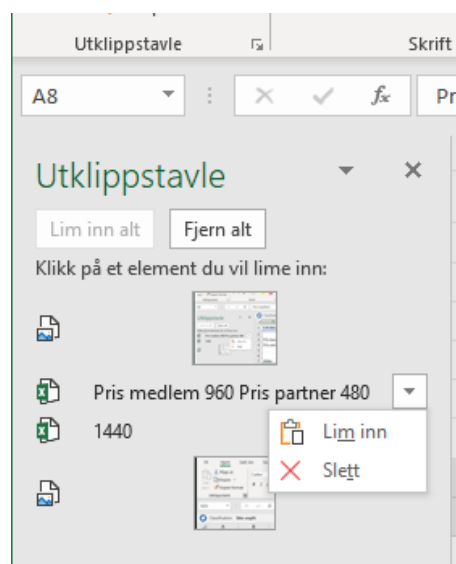 Utklippstavle
Skrift
A8
fx
Pr
Utklippstavle
Lim inn alt
Fjern alt
Klikk på et element du vil lime inn:
Pris medlem 960 Pris partner 480
1440
Lim inn
Slett